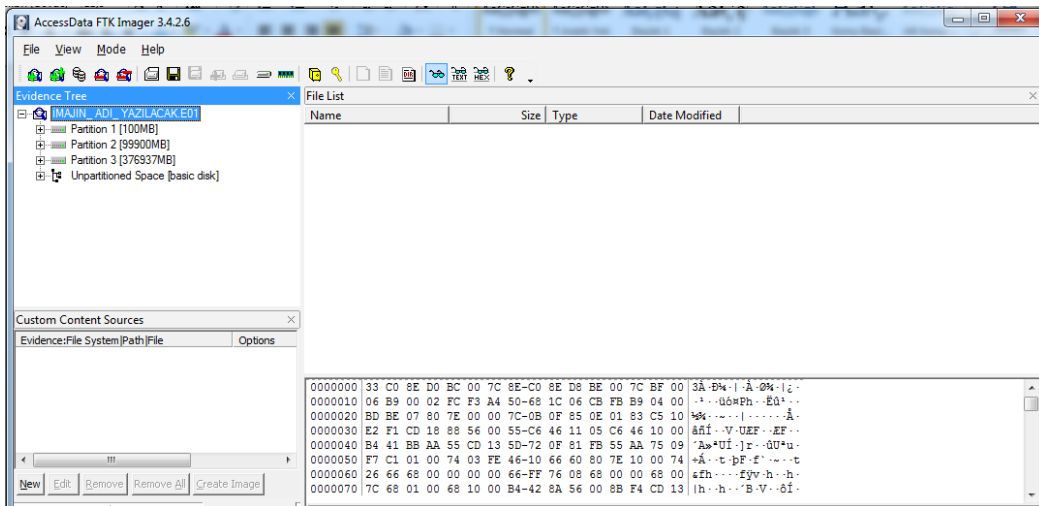 AccessData FTK Imager 3.4.2.6
File View Mode Help
Evidence Tree
IMAJIN_ ADI_ YAZILACAK.E01
Partition 1 [100MB]
Partition 2 [99900MB]
Partition 3 [376937MB]
Unpartitioned Space [basic disk]
File List
Name Size Type Date Modified
Custom Content Sources
Evidence:File System|Path|File Options
New Edit Remove Remove All Create Image
0000000 33 C0 8E D0 BC 00 7C 8E-C0 8E D8 BE 00 7C BF 00
0000010 06 B9 00 02 FC F3 A4 50-68 1C 06 CB FB B9 04 00
0000020 BD BE 07 80 7E 00 00 7C-0B 0F 85 0E 01 83 C5 10
0000030 E2 F1 CD 18 88 56 00 55-C6 46 11 05 C6 46 10 00
0000040 B4 41 BB AA 55 CD 13 5D-72 0F 81 FB 55 AA 75 09
0000050 F7 C1 01 00 74 03 FE 46-10 66 60 80 7E 10 00 74
0000060 26 66 68 00 00 00 00 66-FF 76 08 68 00 00 68 00
0000070 7C 68 01 00 68 10 00 B4-42 8A 56 00 8B F4 CD 13